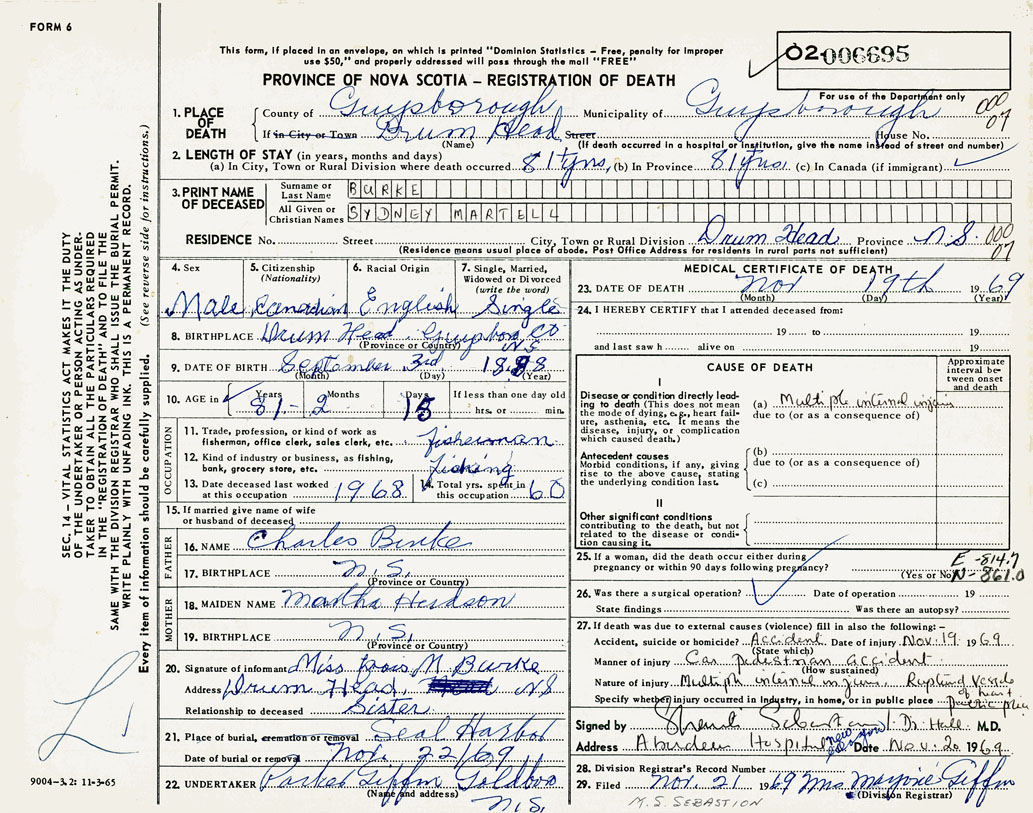 FORM 6
This form, if placed in an envelope, on which is printed "Dominion Statistics – Free, penalty for improper
use $50," and properly addressed will pass through the mail "FREE"
PROVINCE OF NOVA SCOTIA – REGISTRATION OF DEATH
02-006695
For use of the Department only
1. PLACE OF DEATH
County of Guysborough Municipality of Guysborough 000 07
If in City or Town Drum Head Street House No.
(Name) (If death occurred in a hospital or institution, give the name instead of street and number)
2. LENGTH OF STAY (in years, months and days)
(a) In City, Town or Rural Division where death occurred 81 yrs. (b) In Province 81 yrs. (c) In Canada (if immigrant)
3. PRINT NAME OF DECEASED
Surname or Last Name BURKE
All Given or Christian Names SYDNEY MARTELL
RESIDENCE No. Street City, Town or Rural Division Drum Head Province N.S. 000 07
(Residence means usual place of abode. Post Office Address for residents in rural parts not sufficient)
4. Sex Male
5. Citizenship (Nationality) Canadian
6. Racial Origin English
7. Single, Married, Widowed or Divorced (write the word) Single
8. BIRTHPLACE Drum Head Guysboro Co N.S.
(Province or Country)
9. DATE OF BIRTH September 3rd 1888
(Month) (Day) (Year)
10. AGE in Years 81 Months 2 Days 15 If less than one day old
hrs. or min.
OCCUPATION
11. Trade, profession, or kind of work as fisherman, office clerk, sales clerk, etc. fisherman
12. Kind of industry or business, as fishing, bank, grocery store, etc. Fishing
13. Date deceased last worked at this occupation 1968 14. Total yrs. spent in this occupation 60
15. If married give name of wife or husband of deceased
FATHER
16. NAME Charles Burke
17. BIRTHPLACE N.S.
(Province or Country)
MOTHER
18. MAIDEN NAME Martha Hudson
19. BIRTHPLACE N.S.
(Province or Country)
20. Signature of informant Miss Lois M Burke
Address Drum Head, N.S
Relationship to deceased Sister
21. Place of burial, cremation or removal Seal Harbor
Date of burial or removal Nov. 22/69
22. UNDERTAKER Parker Giffin Goldboro
(Name and address) N.S.
MEDICAL CERTIFICATE OF DEATH
23. DATE OF DEATH Nov 19th 1969
(Month) (Day) (Year)
24. I HEREBY CERTIFY that I attended deceased from:
19 to 19
and last saw h alive on 19
CAUSE OF DEATH
Approximate interval between onset and death
I
Disease or condition directly leading to death (This does not mean the mode of dying, e.g., heart failure, asthenia, etc. It means the disease, injury, or complication which caused death.)
(a) Multiple internal injuries
due to (or as a consequence of)
Antecedent causes
Morbid conditions, if any, giving rise to the above cause, stating the underlying condition last.
(b)
due to (or as a consequence of)
(c)
II
Other significant conditions
contributing to the death, but not related to the disease or condition causing it.
25. If a woman, did the death occur either during pregnancy or within 90 days following pregnancy?
(Yes or No)
E -814.7
N-861.0
26. Was there a surgical operation? Date of operation 19
State findings Was there an autopsy?
27. If death was due to external causes (violence) fill in also the following:–
Accident, suicide or homicide? Accident Date of injury Nov. 19 1969
(State which)
Manner of injury Car pedestrian accident
(How sustained)
Nature of injury Multiple internal injuries, Ruptured Vessels of heart.
Specify whether injury occurred in industry, in home, or in public place public place
Signed by Dr. Hall M.D.
Address Aberdeen Hospital New Glasgow Date Nov. 20 1969
28. Division Registrar's Record Number
29. Filed Nov. 21 1969 Mrs Marjorie Giffin
(Division Registrar)
M.S. SEBASTION
SEC. 14 – VITAL STATISTICS ACT MAKES IT THE DUTY
OF THE UNDERTAKER OR PERSON ACTING AS UNDER-
TAKER TO OBTAIN ALL THE PARTICULARS REQUIRED
IN THE "REGISTRATION OF DEATH" AND TO FILE THE
SAME WITH THE DIVISION REGISTRAR WHO SHALL ISSUE THE BURIAL PERMIT.
WRITE PLAINLY WITH UNFADING INK. THIS IS A PERMANENT RECORD.
Every item of information should be carefully supplied. (See reverse side for instructions.)
9004-3.2: 11-3-65